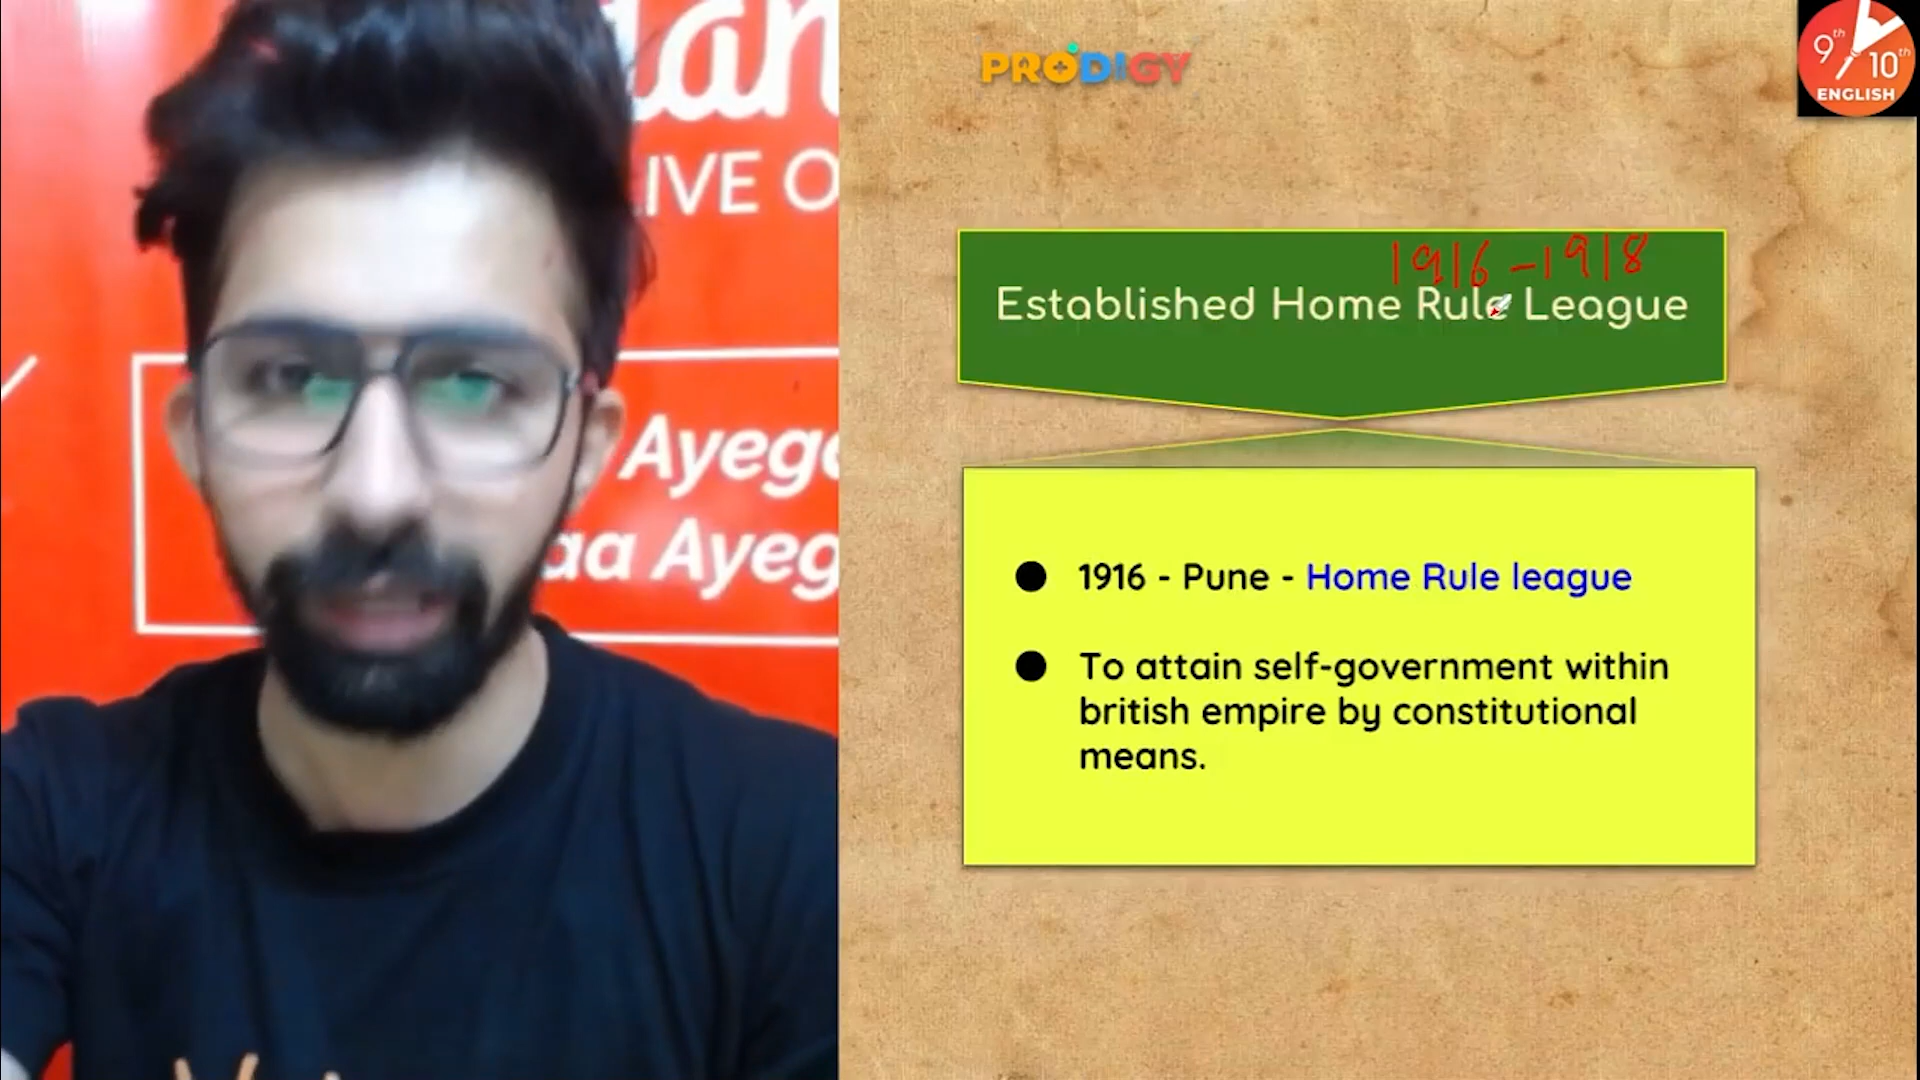 IVE O
Ayeg
aa Ayeg
PRODIGY
9th
10th
ENGLISH
1916-1918
Established Home Rule League
1916 - Pune - Home Rule league
To attain self-government within
british empire by constitutional
means.